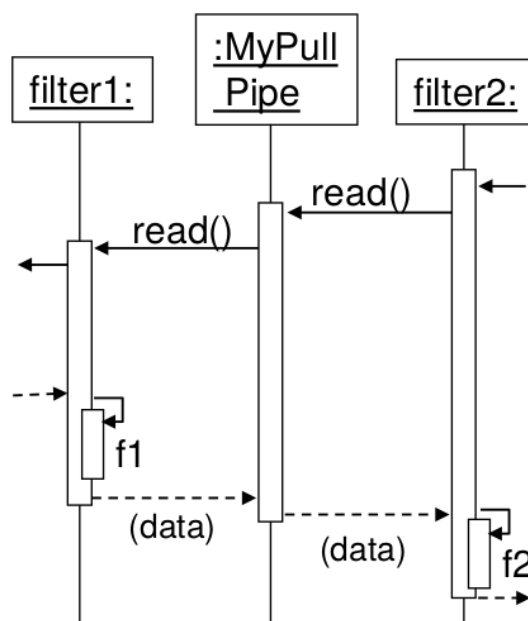 :MyPull
Pipe
filter1:
filter2:
read()
read()
f1
(data)
(data)
f2